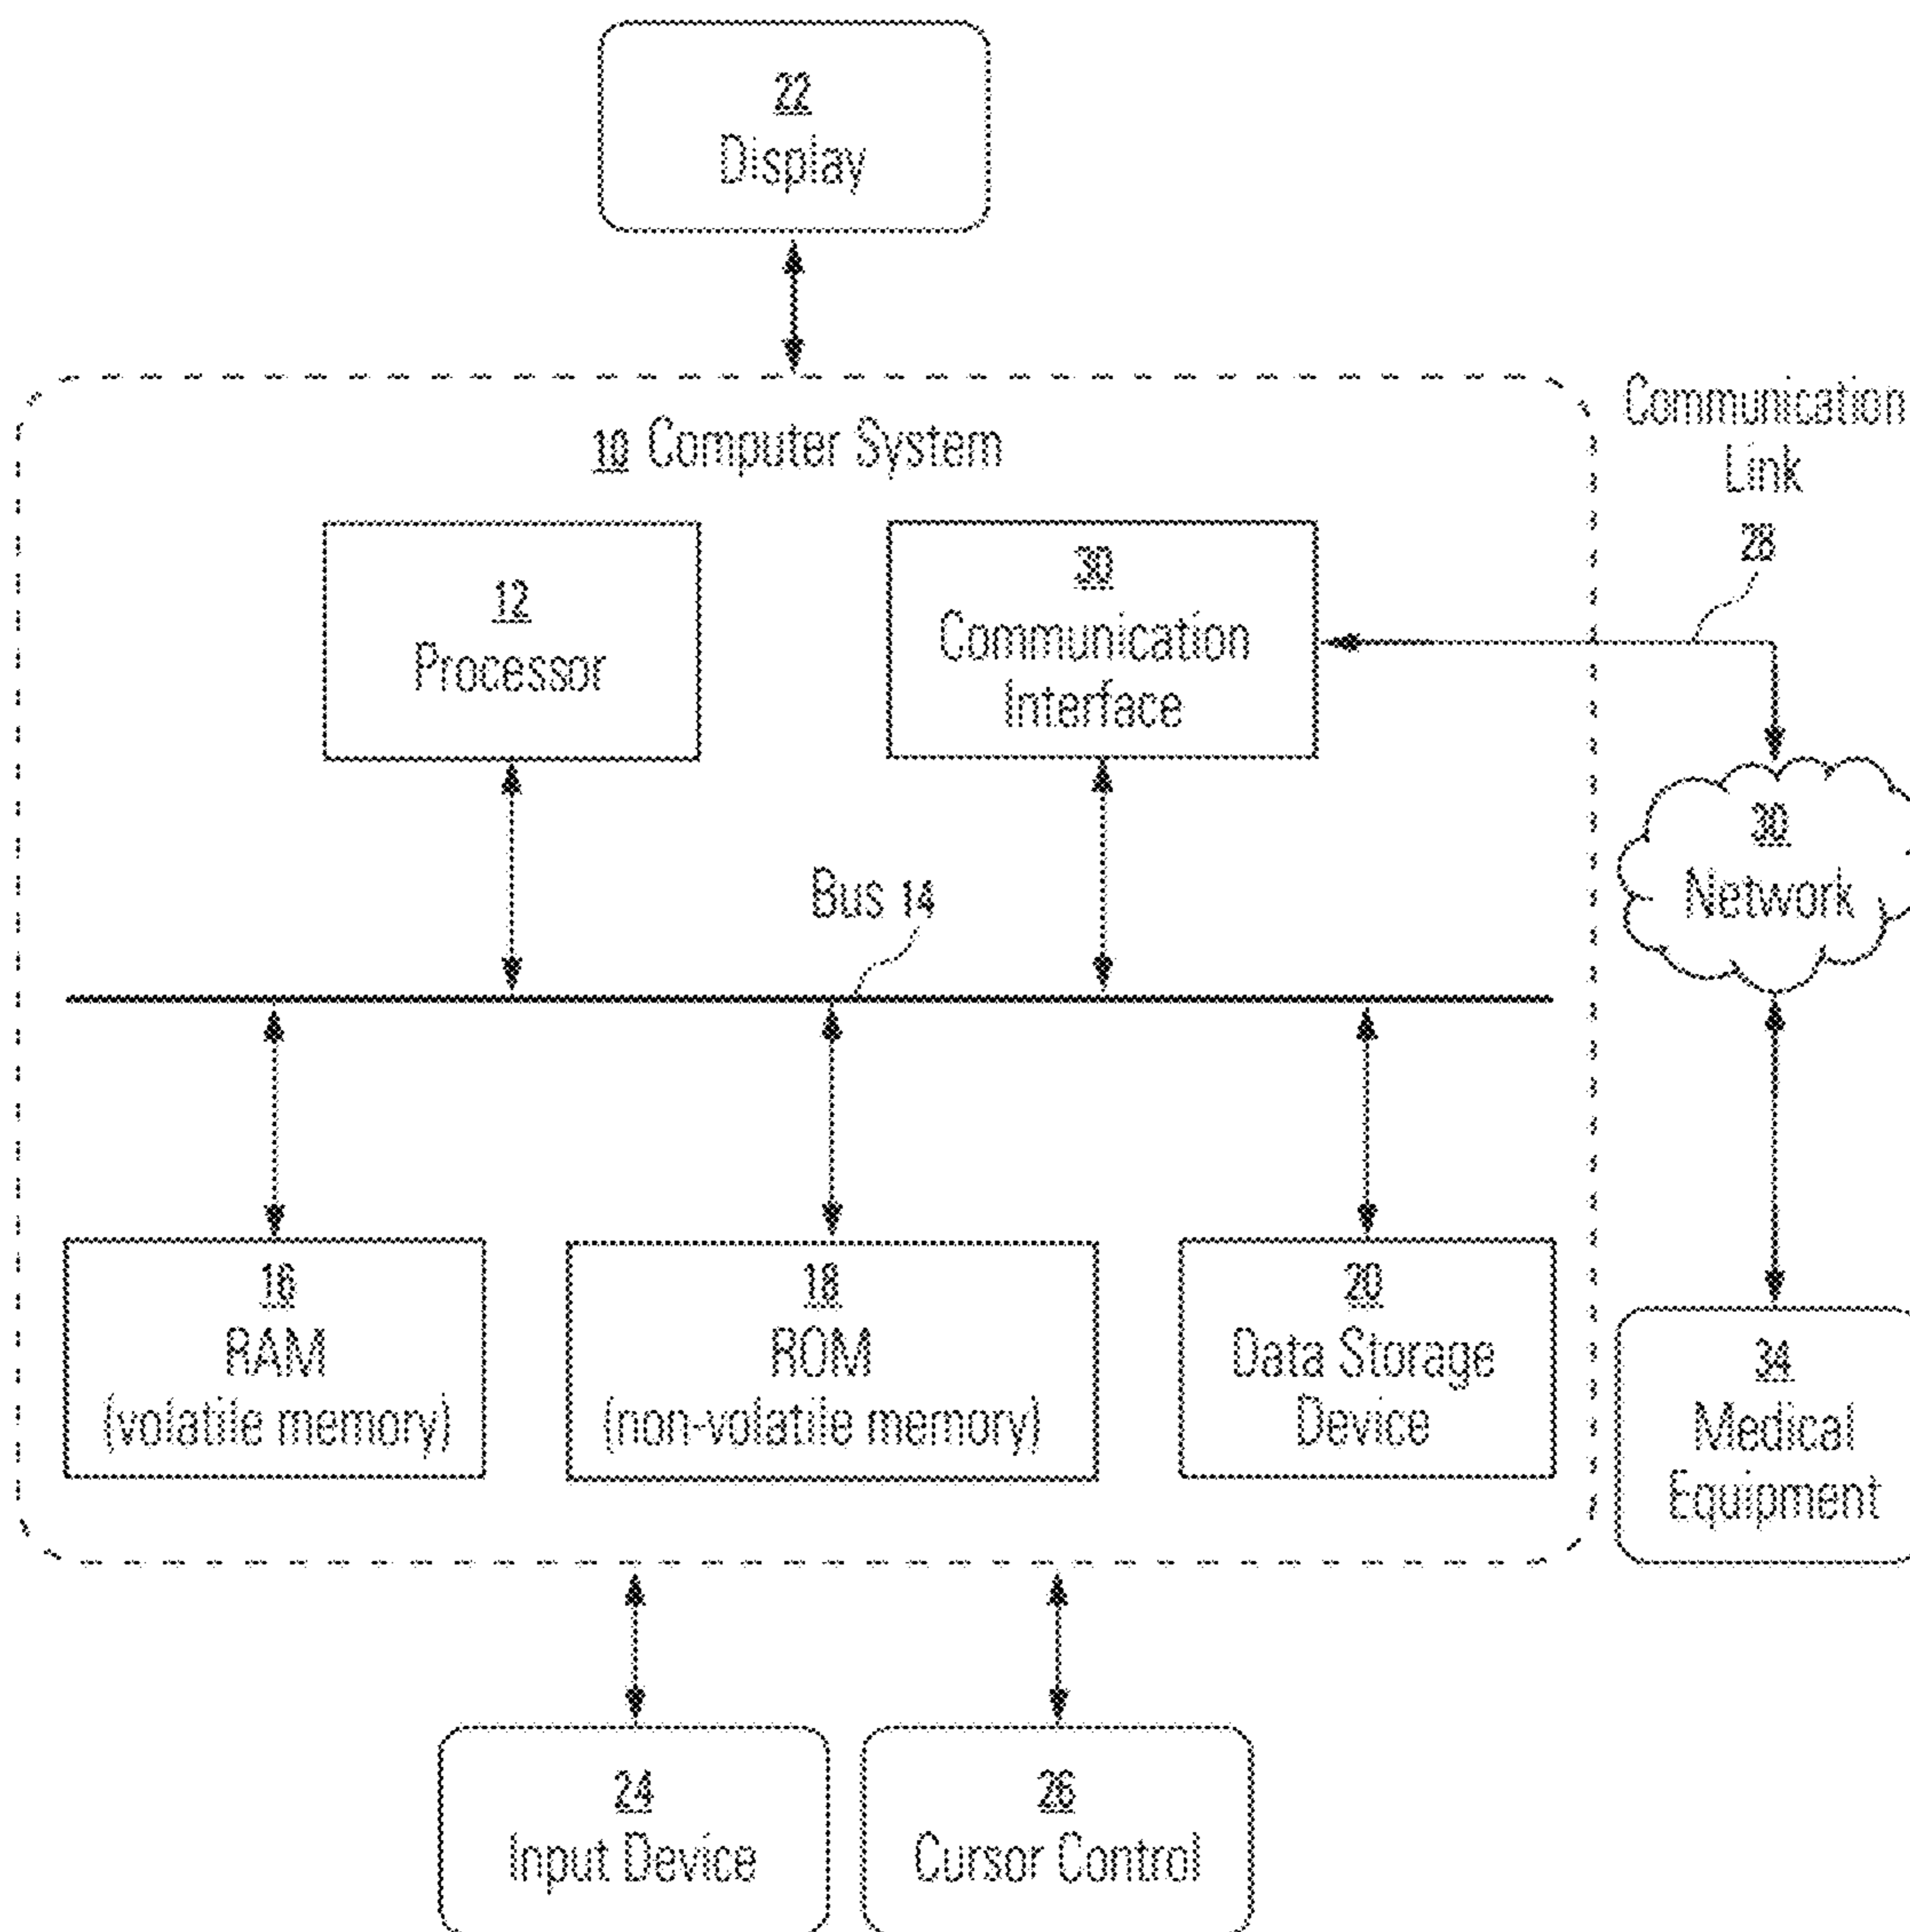 22
Display
10 Computer System
Communication
Link
28
12
Processor
30
Communication
Interface
30
Network
Bus 14
16
RAM
(volatile memory)
18
ROM
(non-volatile memory)
20
Data Storage
Device
34
Medical
Equipment
24
Input Device
26
Cursor Control